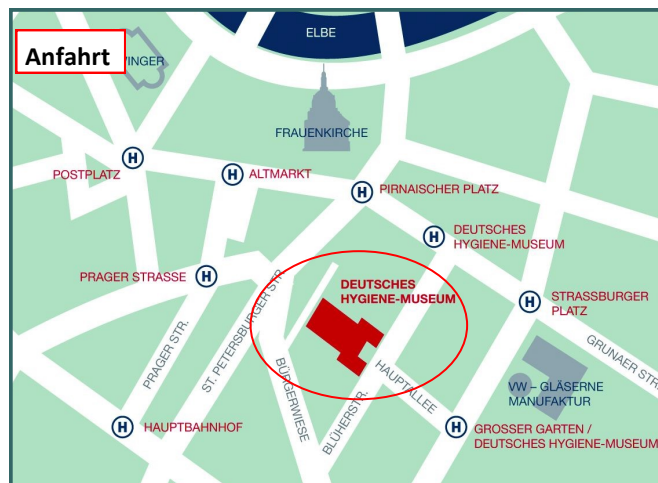 ELBE
Anfahrt
INGER
FRAUENKIRCHE
POSTPLATZ
H
H
ALTMARKT
H
PIRNAISCHER PLATZ
H
DEUTSCHES
HYGIENE-MUSEUM
PRAGER STRASSE
H
DEUTSCHES
HYGIENE-MUSEUM
H
STRASSBURGER
PLATZ
PRAGER STR.
ST. PETERSBURGER STR.
BÜRGERWIESE
BLÜHERSTR.
HAUPTALLEE
GRUNAER STR.
VW – GLÄSERNE
MANUFAKTUR
H
HAUPTBAHNHOF
H
GROSSER GARTEN /
DEUTSCHES HYGIENE-MUSEUM